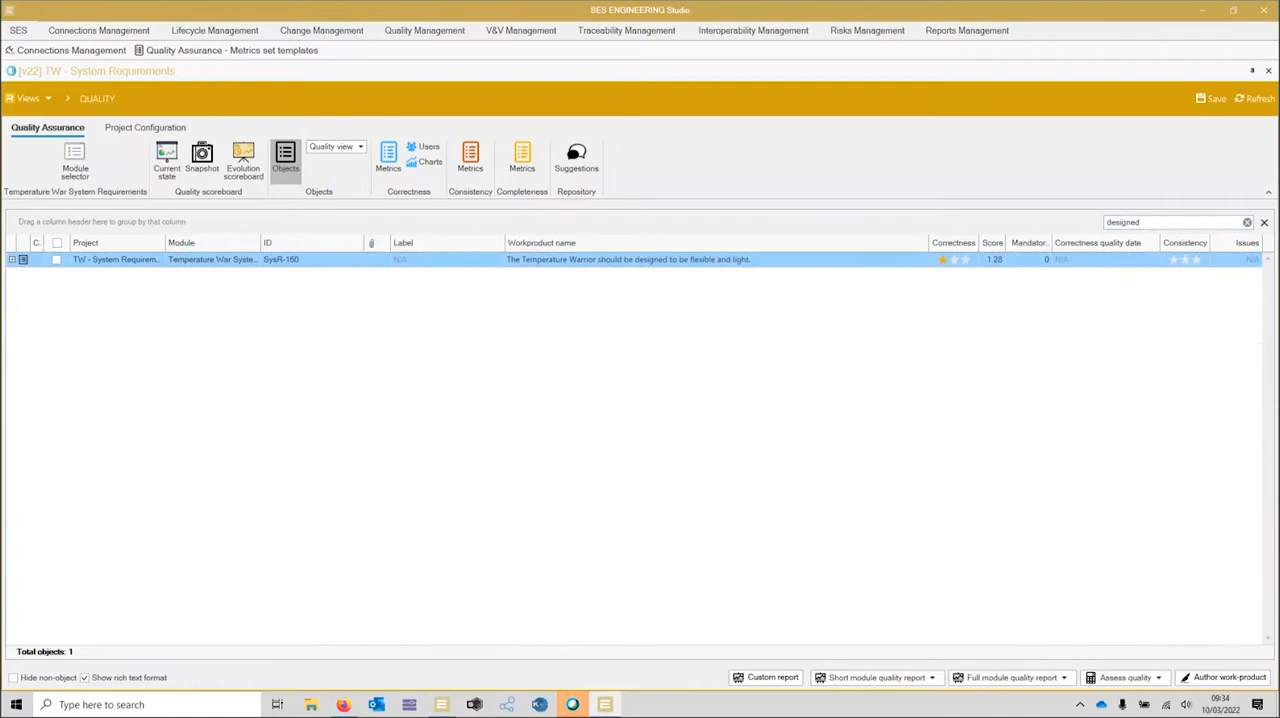 SES ENGINEERING Studio
SES Connections Management Lifecycle Management Change Management Quality Management V&V Management Traceability Management Interoperability Management Risks Management Reports Management
Connections Management Quality Assurance - Metrics set templates
[v22] TW - System Requirements
Views QUALITY Save Refresh
Quality Assurance Project Configuration
Quality view Users
Charts
Module selector Current state Snapshot Evolution scoreboard Objects Metrics Metrics Metrics Suggestions
Temperature War System Requirements Quality scoreboard Objects Correctness Consistency Completeness Repository
Drag a column header here to group by that column designed
C. Project Module ID Label Workproduct name Correctness Score Mandator... Correctness quality date Consistency Issues
TW - System Requirem... Temperature War Syste... SysR-160 N/A The Temperature Warrior should be designed to be flexible and light. 1.28 0 N/A N/A
Total objects: 1
Hide non-object Show rich text format Custom report Short module quality report Full module quality report Assess quality Author work-product
Type here to search 09:34
10/03/2022